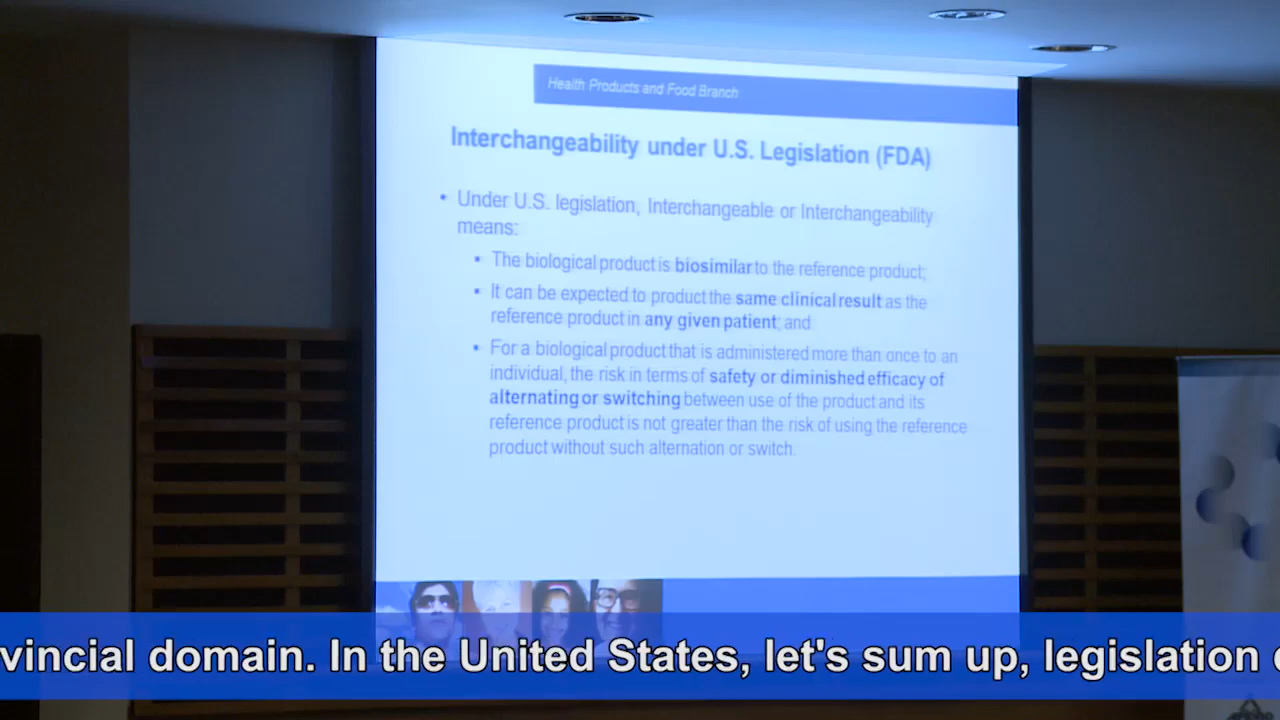 Health Products and Food Branch
Interchangeability under U.S. Legislation (FDA)
• Under U.S. legislation, Interchangeable or Interchangeability
means:
▪ The biological product is biosimilar to the reference product;
▪ It can be expected to product the same clinical result as the
reference product in any given patient; and
▪ For a biological product that is administered more than once to an
individual, the risk in terms of safety or diminished efficacy of
alternating or switching between use of the product and its
reference product is not greater than the risk of using the reference
product without such alternation or switch.
vincial domain. In the United States, let's sum up, legislation